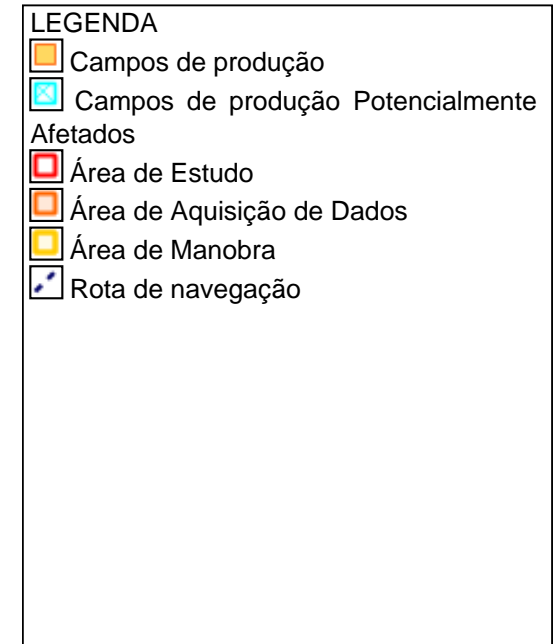 LEGENDA
Campos de produção
Campos de produção Potencialmente
Afetados
Área de Estudo
Área de Aquisição de Dados
Área de Manobra
Rota de navegação